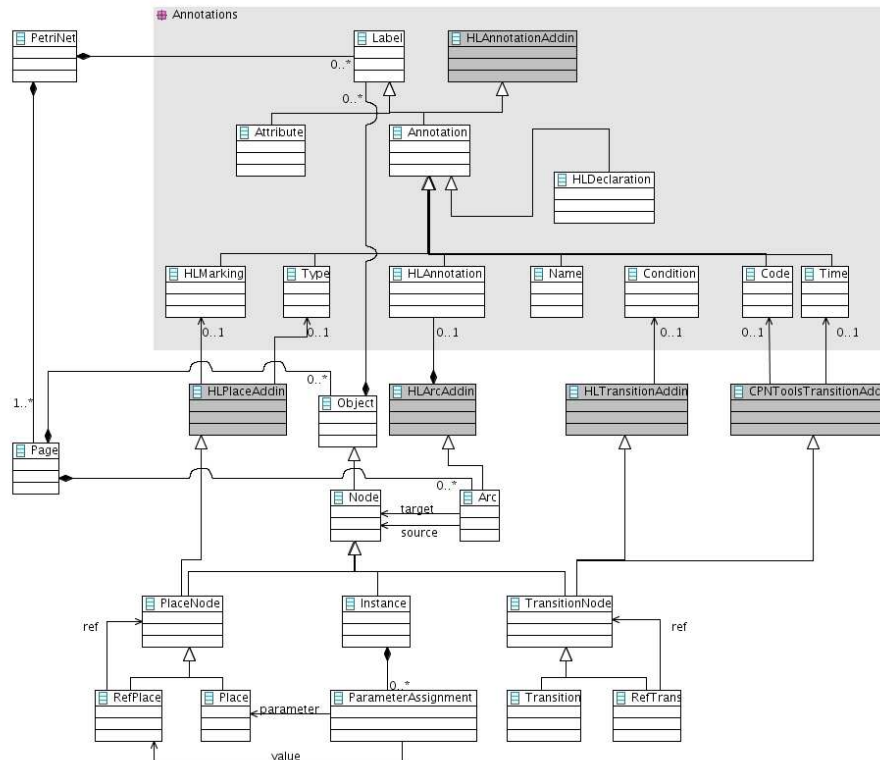 Annotations
PetriNet
Label
HLAnnotationAddin
0..*
0..*
Attribute
Annotation
HLDeclaration
HLMarking
Type
HLAnnotation
Name
Condition
Code
Time
0..1
0..1
0..1
0..1
0..1
0..1
0..*
HLPlaceAddin
Object
HLArcAddin
HLTransitionAddin
CPNToolsTransitionAdd
1..*
Page
0..*
Node
Arc
target
source
PlaceNode
Instance
TransitionNode
ref
ref
0..*
RefPlace
Place
ParameterAssignment
Transition
RefTrans
parameter
value